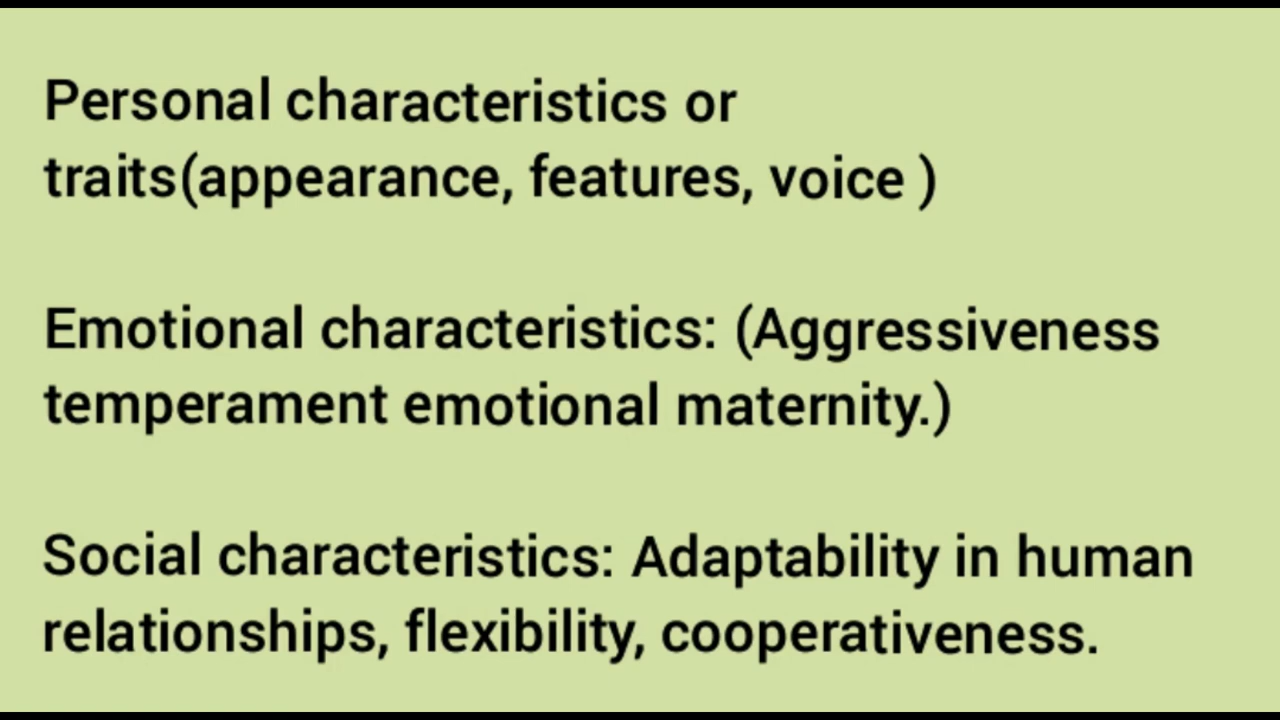 Personal characteristics or
traits(appearance, features, voice )
Emotional characteristics: (Aggressiveness
temperament emotional maternity.)
Social characteristics: Adaptability in human
relationships, flexibility, cooperativeness.